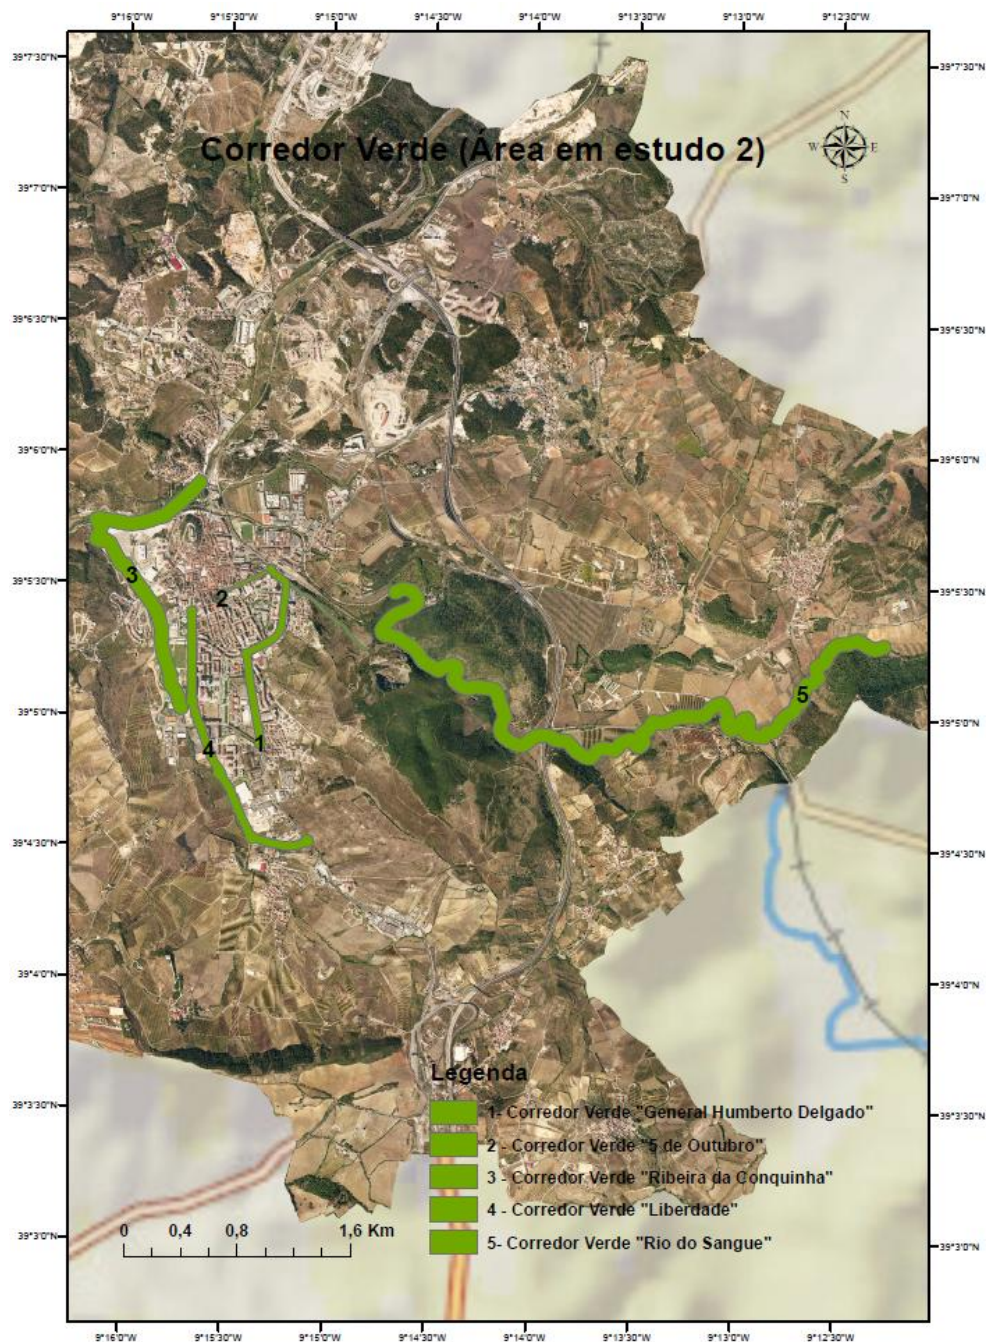 9°16'0"W 9°15'30"W 9°15'0"W 9°14'30"W 9°14'0"W 9°13'30"W 9°13'0"W 9°12'30"W
39°7'30"N 39°7'30"N
Corredor Verde (Área em estudo 2)
N
W E
S
39°7'0"N 39°7'0"N
39°6'30"N 39°6'30"N
39°6'0"N 39°6'0"N
3
39°5'30"N 39°5'30"N
2
5
39°5'0"N 39°5'0"N
1
4
39°4'30"N 39°4'30"N
39°4'0"N 39°4'0"N
Legenda
39°3'30"N 39°3'30"N
1- Corredor Verde "General Humberto Delgado"
2 - Corredor Verde "5 de Outubro"
3 - Corredor Verde "Ribeira da Conquinha"
4 - Corredor Verde "Liberdade"
5- Corredor Verde "Rio do Sangue"
0 0,4 0,8 1,6 Km
39°3'0"N 39°3'0"N
9°16'0"W 9°15'30"W 9°15'0"W 9°14'30"W 9°14'0"W 9°13'30"W 9°13'0"W 9°12'30"W